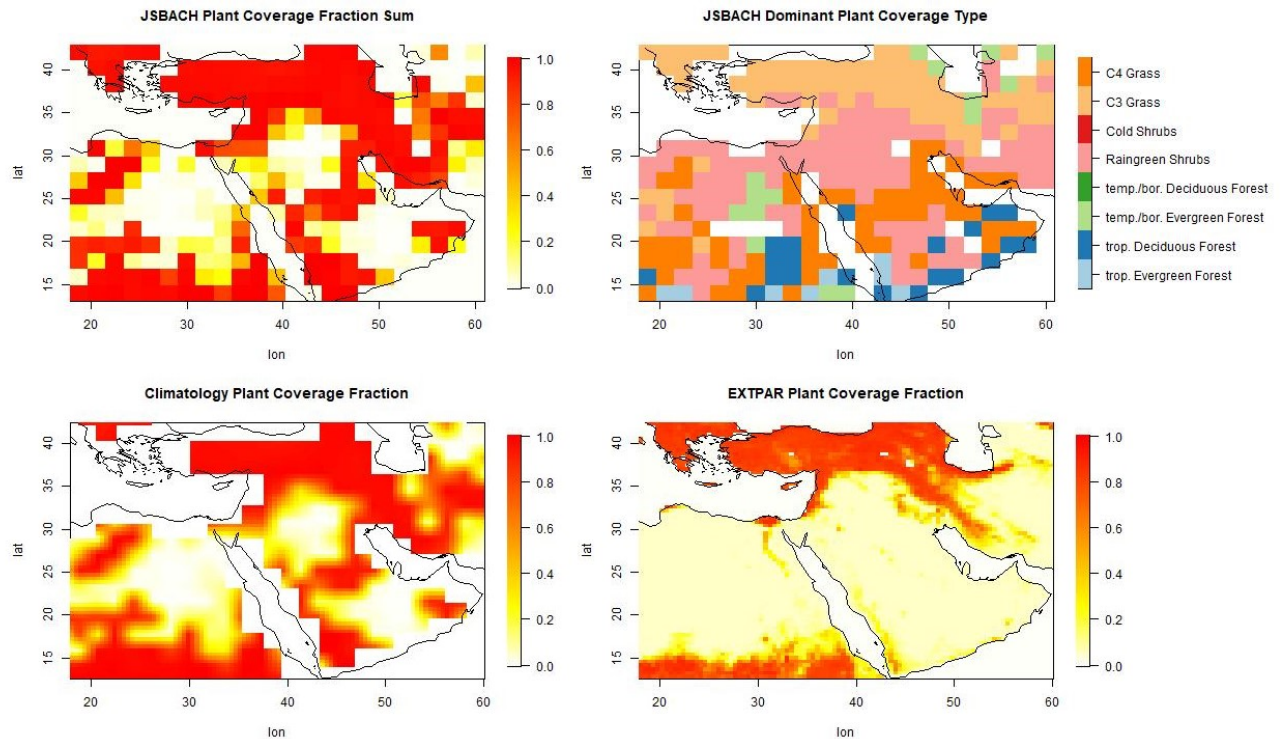 JSBACH Plant Coverage Fraction Sum
lat
40
35
30
25
20
15
20 30 40 50 60
lon
1.0
0.8
0.6
0.4
0.2
0.0
JSBACH Dominant Plant Coverage Type
lat
40
35
30
25
20
15
20 30 40 50 60
lon
C4 Grass
C3 Grass
Cold Shrubs
Raingreen Shrubs
temp./bor. Deciduous Forest
temp./bor. Evergreen Forest
trop. Deciduous Forest
trop. Evergreen Forest
Climatology Plant Coverage Fraction
lat
40
35
30
25
20
15
20 30 40 50 60
lon
1.0
0.8
0.6
0.4
0.2
0.0
EXTPAR Plant Coverage Fraction
lat
40
35
30
25
20
15
20 30 40 50 60
lon
1.0
0.8
0.6
0.4
0.2
0.0